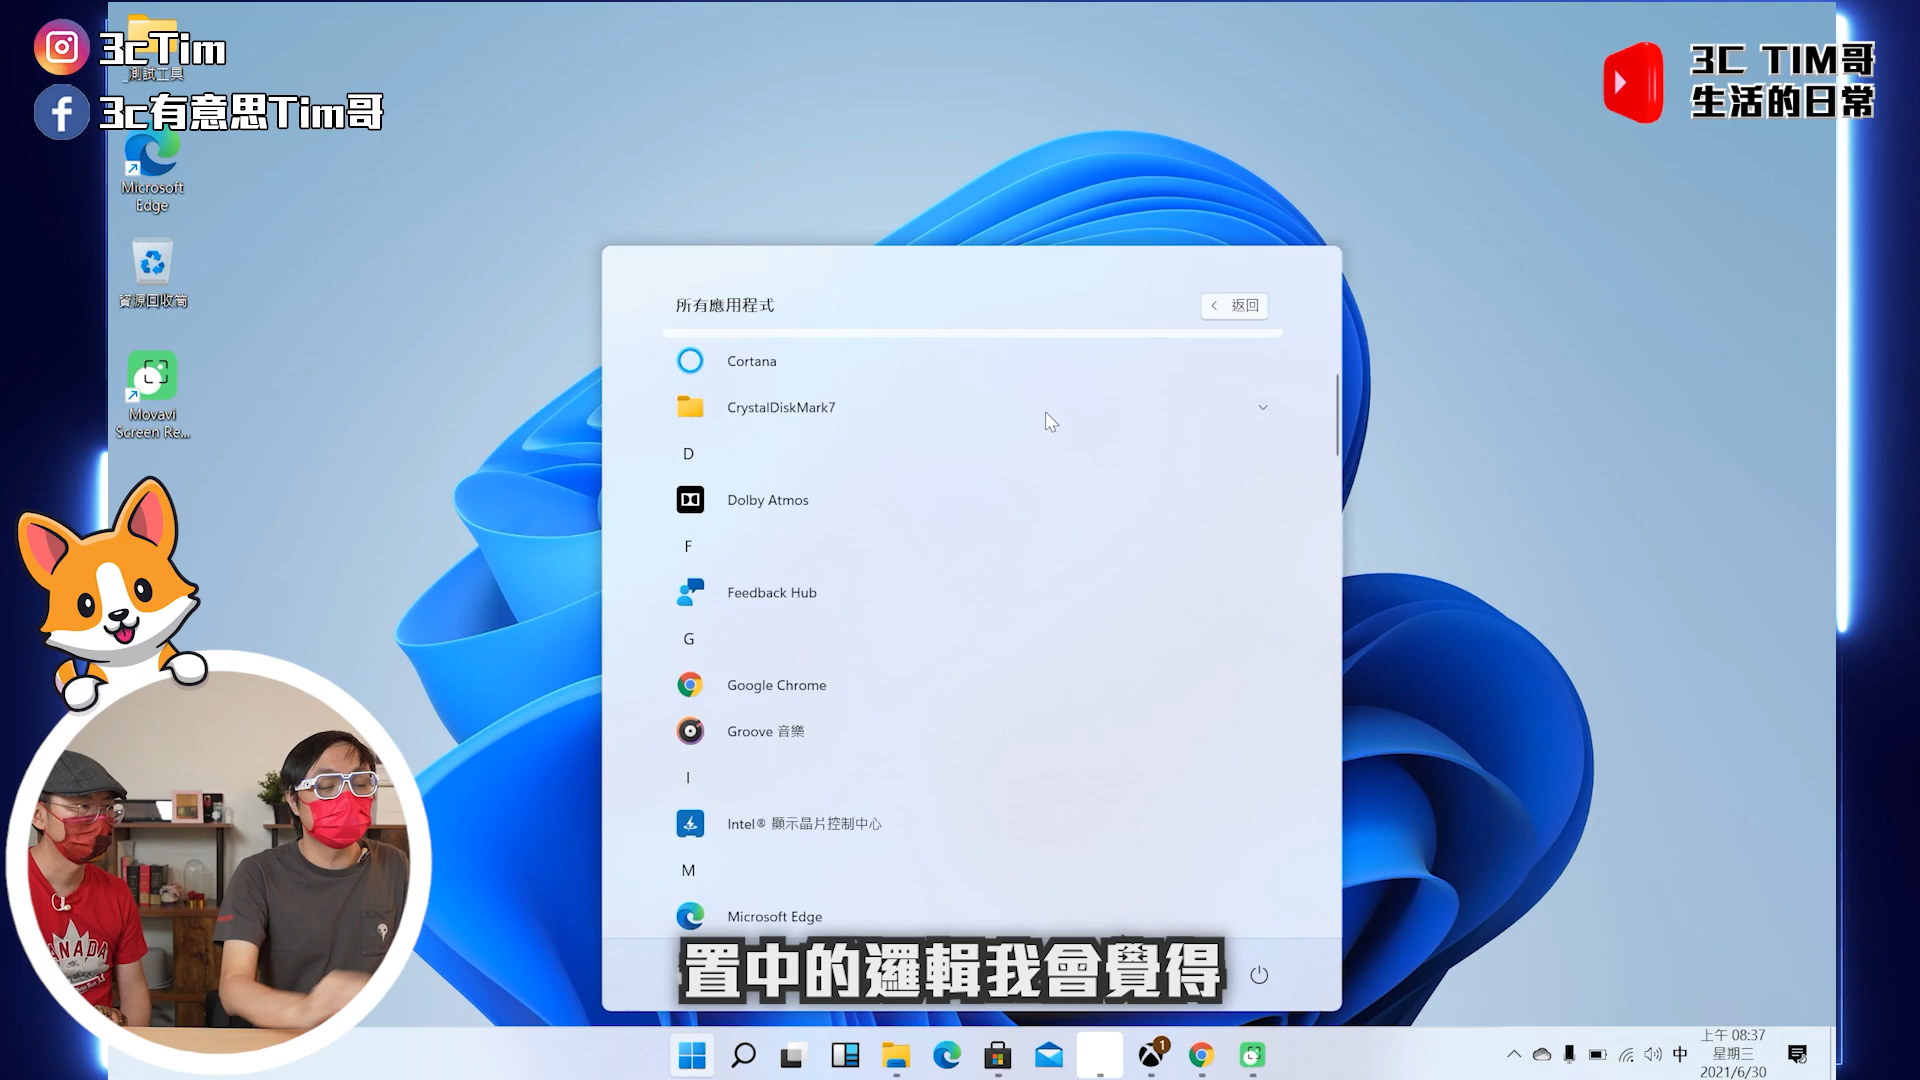 3cTim
3c有意思Tim哥
3C TIM哥
生活的日常
_測試工具
Microsoft
Edge
資源回收筒
Movavi
Screen Re...
所有應用程式
返回
Cortana
CrystalDiskMark7
D
Dolby Atmos
F
Feedback Hub
G
Google Chrome
Groove 音樂
I
Intel® 顯示晶片控制中心
M
Microsoft Edge
CANADA
置中的邏輯我會覺得
1
中
上午 08:37
星期三
2021/6/30